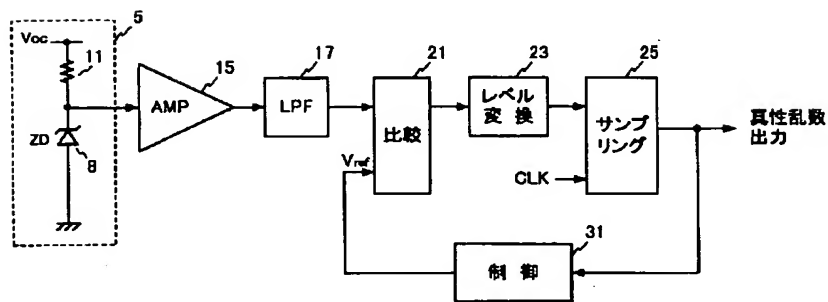 5
Vcc
11
ZD
8
15
AMP
17
LPF
21
比較
Vref
23
レベル
変換
25
サンプ
リング
CLK
真性乱数
出力
31
制御